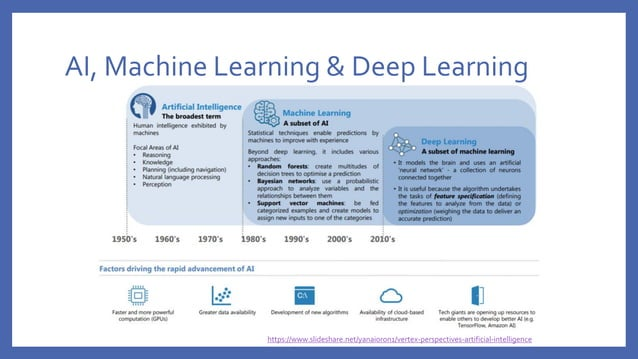 AI, Machine Learning & Deep Learning
Artificial Intelligence
The broadest term
Human intelligence exhibited by
machines
Focal Areas of AI
• Reasoning
• Knowledge
• Planning (including navigation)
• Natural language processing
• Perception
Machine Learning
A subset of AI
Statistical techniques enable predictions by
machines to improve with experience
Beyond deep learning, it includes various
approaches:
• Random forests: create multitudes of
decision trees to optimise a prediction
• Bayesian networks: use a probabilistic
approach to analyze variables and the
relationships between them
• Support vector machines: be fed
categorized examples and create models to
assign new inputs to one of the categories
Deep Learning
A subset of machine learning
• It models the brain and uses an artificial
'neural network' - a collection of neurons
connected together
• It is useful because the algorithm undertakes
the tasks of feature specification (defining
the features to analyze from the data) or
optimization (weighing the data to deliver an
accurate prediction)
1950's 1960's 1970's 1980's 1990's 2000's 2010's
Factors driving the rapid advancement of AI
C:\
Faster and more powerful
computation (GPUs)
Greater data availability
Development of new algorithms
Availability of cloud-based
infrastructure
Tech giants are opening up resources to
enable others to develop better AI (e.g.
TensorFlow, Amazon AI)
https://www.slideshare.net/yanaioron1/vertex-perspectives-artificial-intelligence